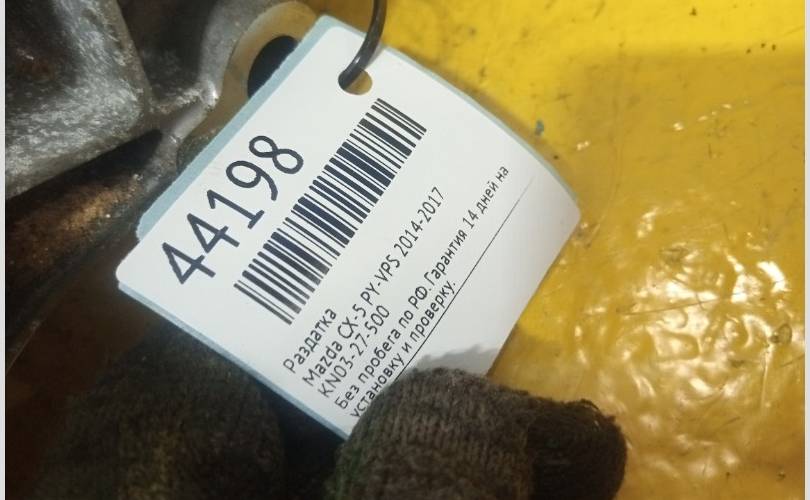 44198
Раздатка
Mazda CX-5 PY-VPS 2014-2017
KN03-27-500
Без пробега по РФ. Гарантия 14 дней на
установку и проверку.